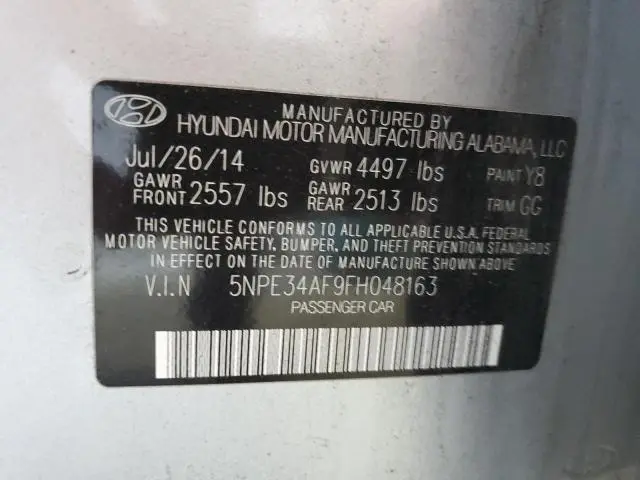 MANUFACTURED BY
HYUNDAI MOTOR MANUFACTURING ALABAMA, LLC
Jul/26/14 GVWR 4497 lbs PAINT Y8
GAWR FRONT 2557 lbs GAWR REAR 2513 lbs TRIM GG
THIS VEHICLE CONFORMS TO ALL APPLICABLE U.S.A. FEDERAL
MOTOR VEHICLE SAFETY, BUMPER, AND THEFT PREVENTION STANDARDS
IN EFFECT ON THE DATE OF MANUFACTURE SHOWN ABOVE.
V.I.N 5NPE34AF9FH048163
PASSENGER CAR